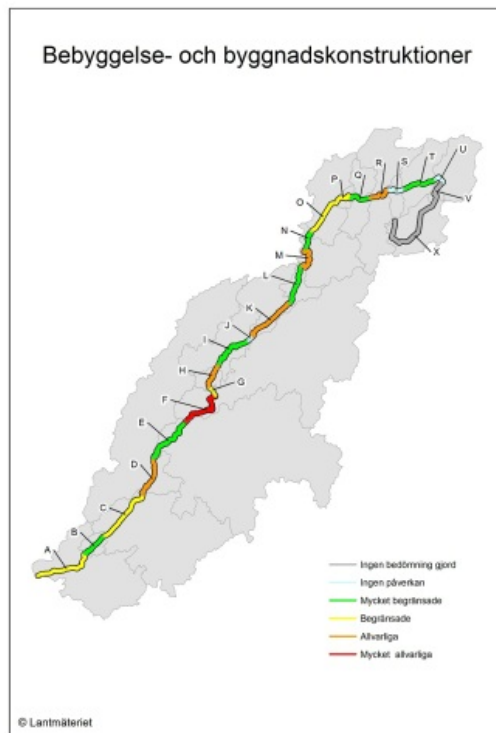 Bebyggelse- och byggnadskonstruktioner
U
T
S
R
Q
P
V
O
X
N
M
L
K
J
I
H
G
F
E
D
C
B
A
Ingen bedömning gjord
Ingen påverkan
Mycket begränsade
Begränsade
Allvarliga
Mycket allvarliga
© Lantmäteriet